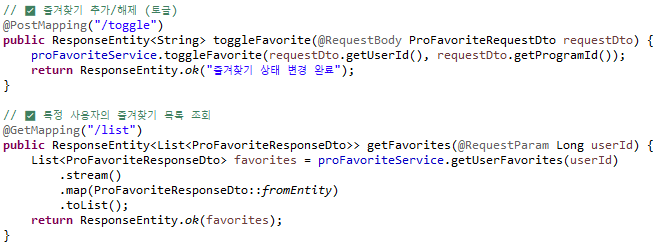 // ✅ 즐겨찾기 추가/해제 (토글)
@PostMapping("/toggle")
public ResponseEntity<String> toggleFavorite(@RequestBody ProFavoriteRequestDto requestDto) {
    proFavoriteService.toggleFavorite(requestDto.getUserId(), requestDto.getProgramId());
    return ResponseEntity.ok("즐겨찾기 상태 변경 완료");
}

// ✅ 특정 사용자의 즐겨찾기 목록 조회
@GetMapping("/list")
public ResponseEntity<List<ProFavoriteResponseDto>> getFavorites(@RequestParam Long userId) {
    List<ProFavoriteResponseDto> favorites = proFavoriteService.getUserFavorites(userId)
        .stream()
        .map(ProFavoriteResponseDto::fromEntity)
        .toList();
    return ResponseEntity.ok(favorites);
}